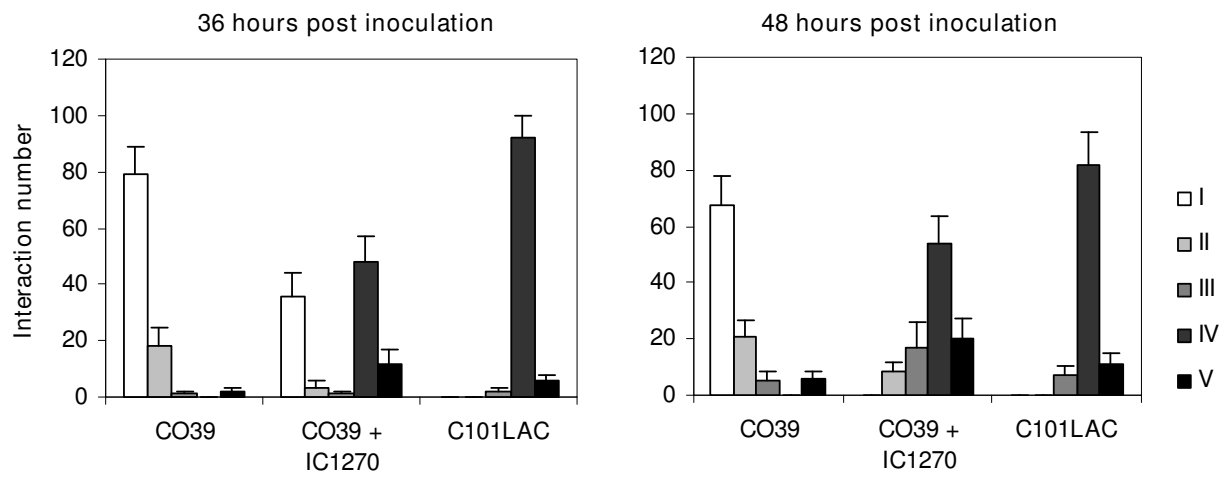 36 hours post inoculation
48 hours post inoculation
Interaction number
120
100
80
60
40
20
0
CO39
CO39 +
IC1270
C101LAC
120
100
80
60
40
20
0
CO39
CO39 +
IC1270
C101LAC
I
II
III
IV
V